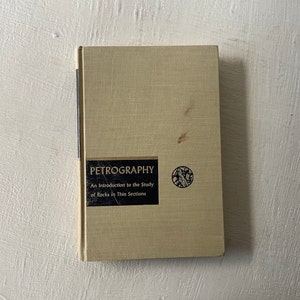 PETROGRAPHY
An Introduction to the Study
of Rocks in Thin Sections